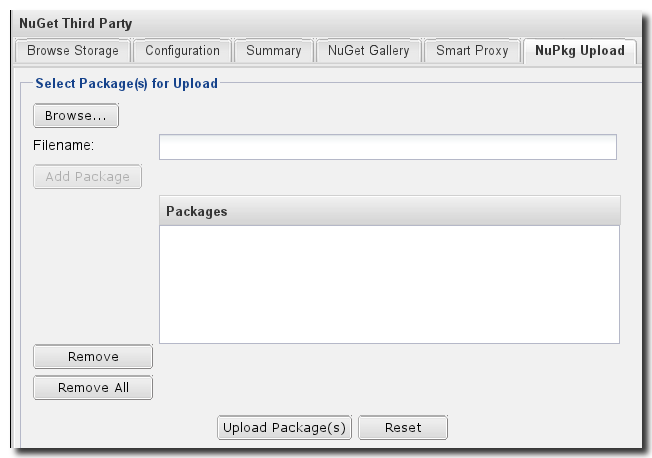 NuGet Third Party
Browse Storage Configuration Summary NuGet Gallery Smart Proxy NuPkg Upload
Select Package(s) for Upload
Browse...
Filename:
Add Package
Packages
Remove
Remove All
Upload Package(s) Reset